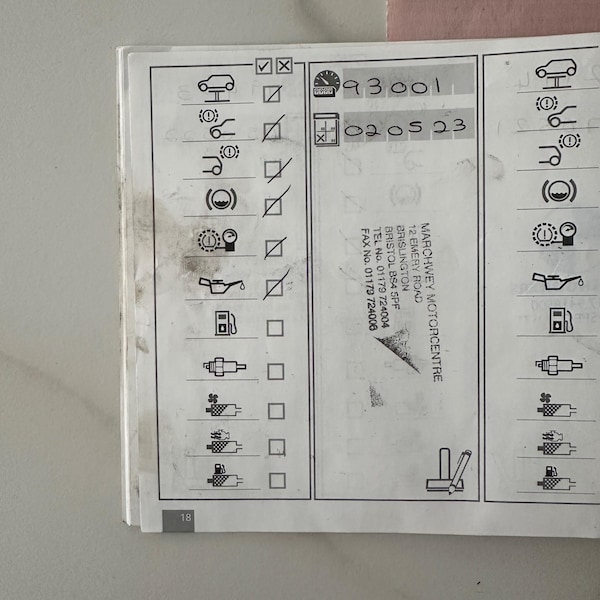 93001
020523
MARCHWEY MOTORCENTRE
12 EMERY ROAD
BRISLINGTON
BRISTOL BS4 5PF
TEL No. 01179 724004
FAX No. 01179 724006
18